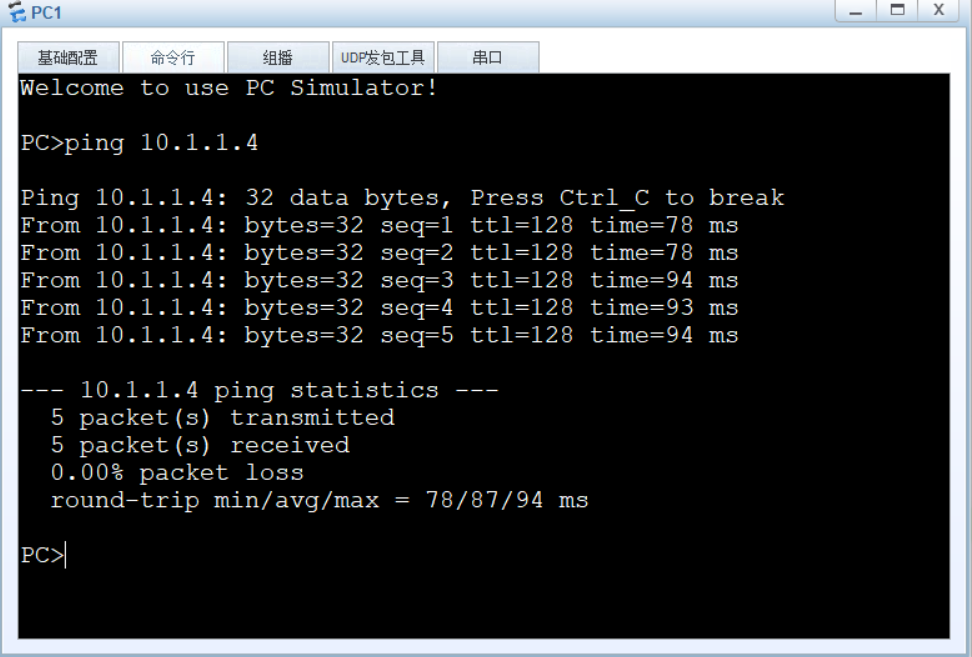 PC1
基础配置 命令行 组播 UDP发包工具 串口
Welcome to use PC Simulator!
PC>ping 10.1.1.4
Ping 10.1.1.4: 32 data bytes, Press Ctrl_C to break
From 10.1.1.4: bytes=32 seq=1 ttl=128 time=78 ms
From 10.1.1.4: bytes=32 seq=2 ttl=128 time=78 ms
From 10.1.1.4: bytes=32 seq=3 ttl=128 time=94 ms
From 10.1.1.4: bytes=32 seq=4 ttl=128 time=93 ms
From 10.1.1.4: bytes=32 seq=5 ttl=128 time=94 ms
--- 10.1.1.4 ping statistics ---
5 packet(s) transmitted
5 packet(s) received
0.00% packet loss
round-trip min/avg/max = 78/87/94 ms
PC>